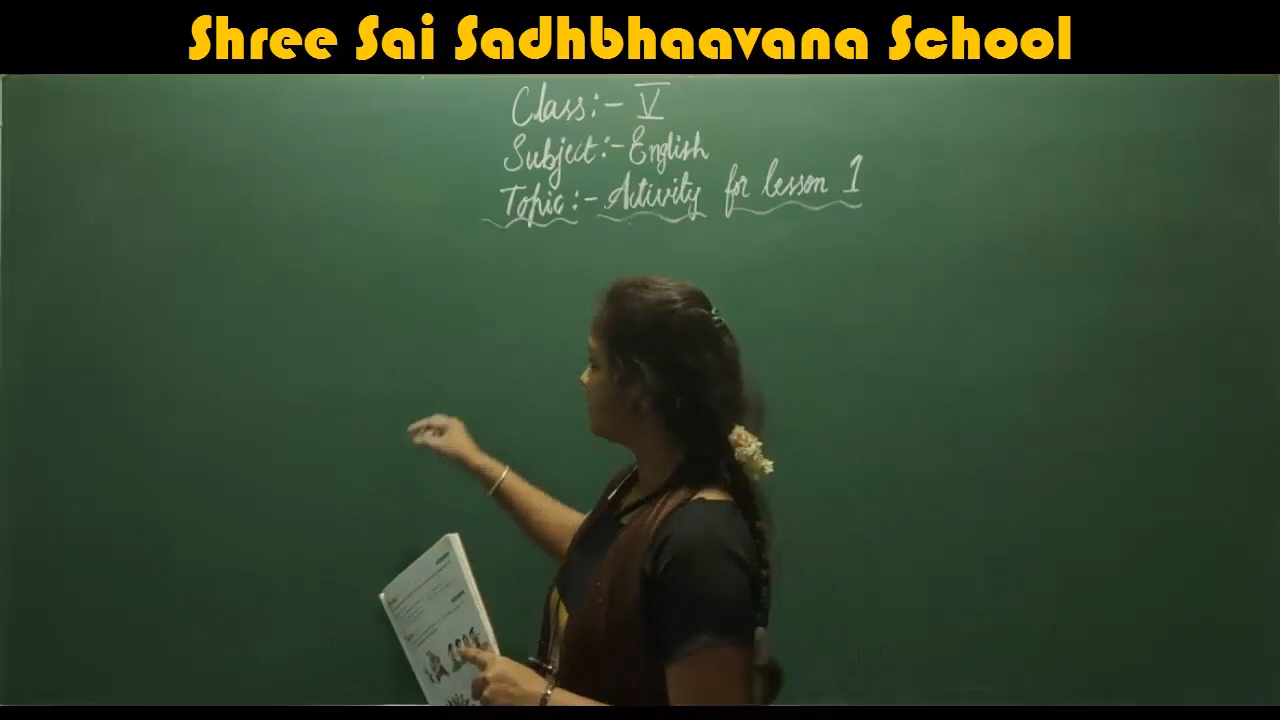 Shree Sai Sadhbhaavana School
Class:- V
Subject:- English
Topic:- Activity for lesson 1